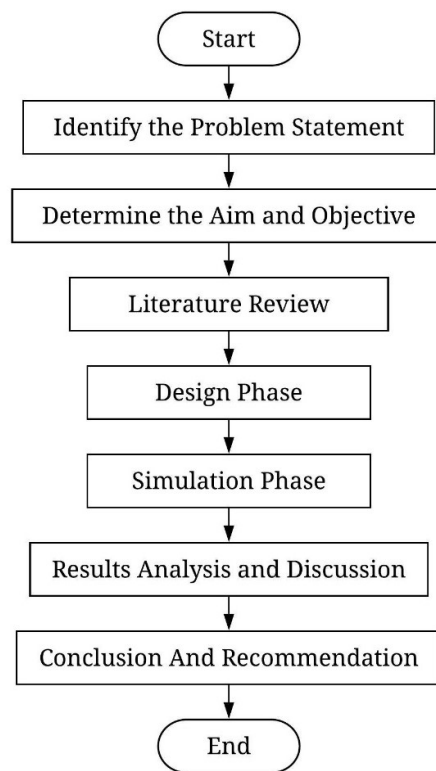 Start
Identify the Problem Statement
Determine the Aim and Objective
Literature Review
Design Phase
Simulation Phase
Results Analysis and Discussion
Conclusion And Recommendation
End